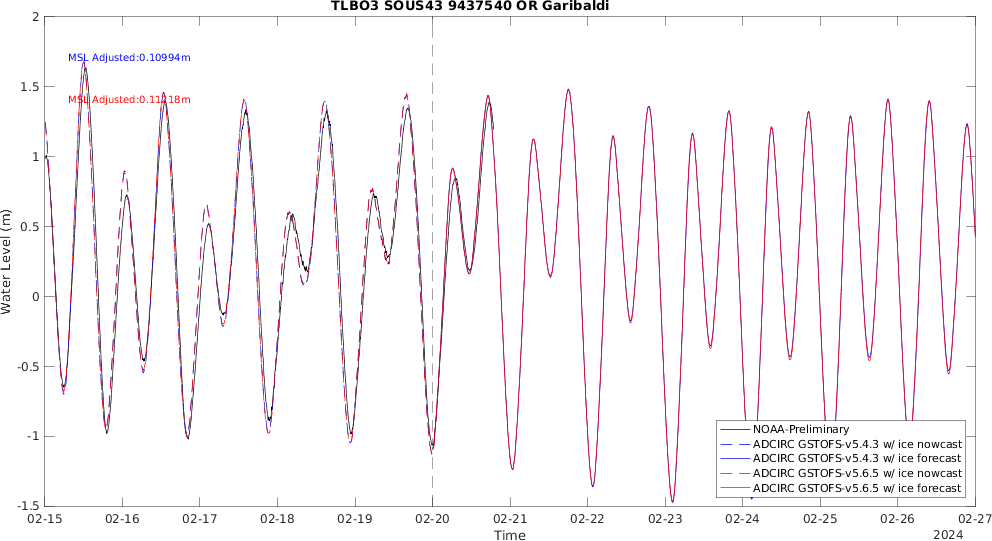 TLBO3 SOUS43 9437540 OR Garibaldi
Water Level (m)
2
1.5
1
0.5
0
-0.5
-1
-1.5
MSL Adjusted:0.10994m
MSL Adjusted:0.11218m
NOAA-Preliminary
ADCIRC GSTOFS-v5.4.3 w/ ice nowcast
ADCIRC GSTOFS-v5.4.3 w/ ice forecast
ADCIRC GSTOFS-v5.6.5 w/ ice nowcast
ADCIRC GSTOFS-v5.6.5 w/ ice forecast
02-15 02-16 02-17 02-18 02-19 02-20 02-21 02-22 02-23 02-24 02-25 02-26 02-27
Time
2024